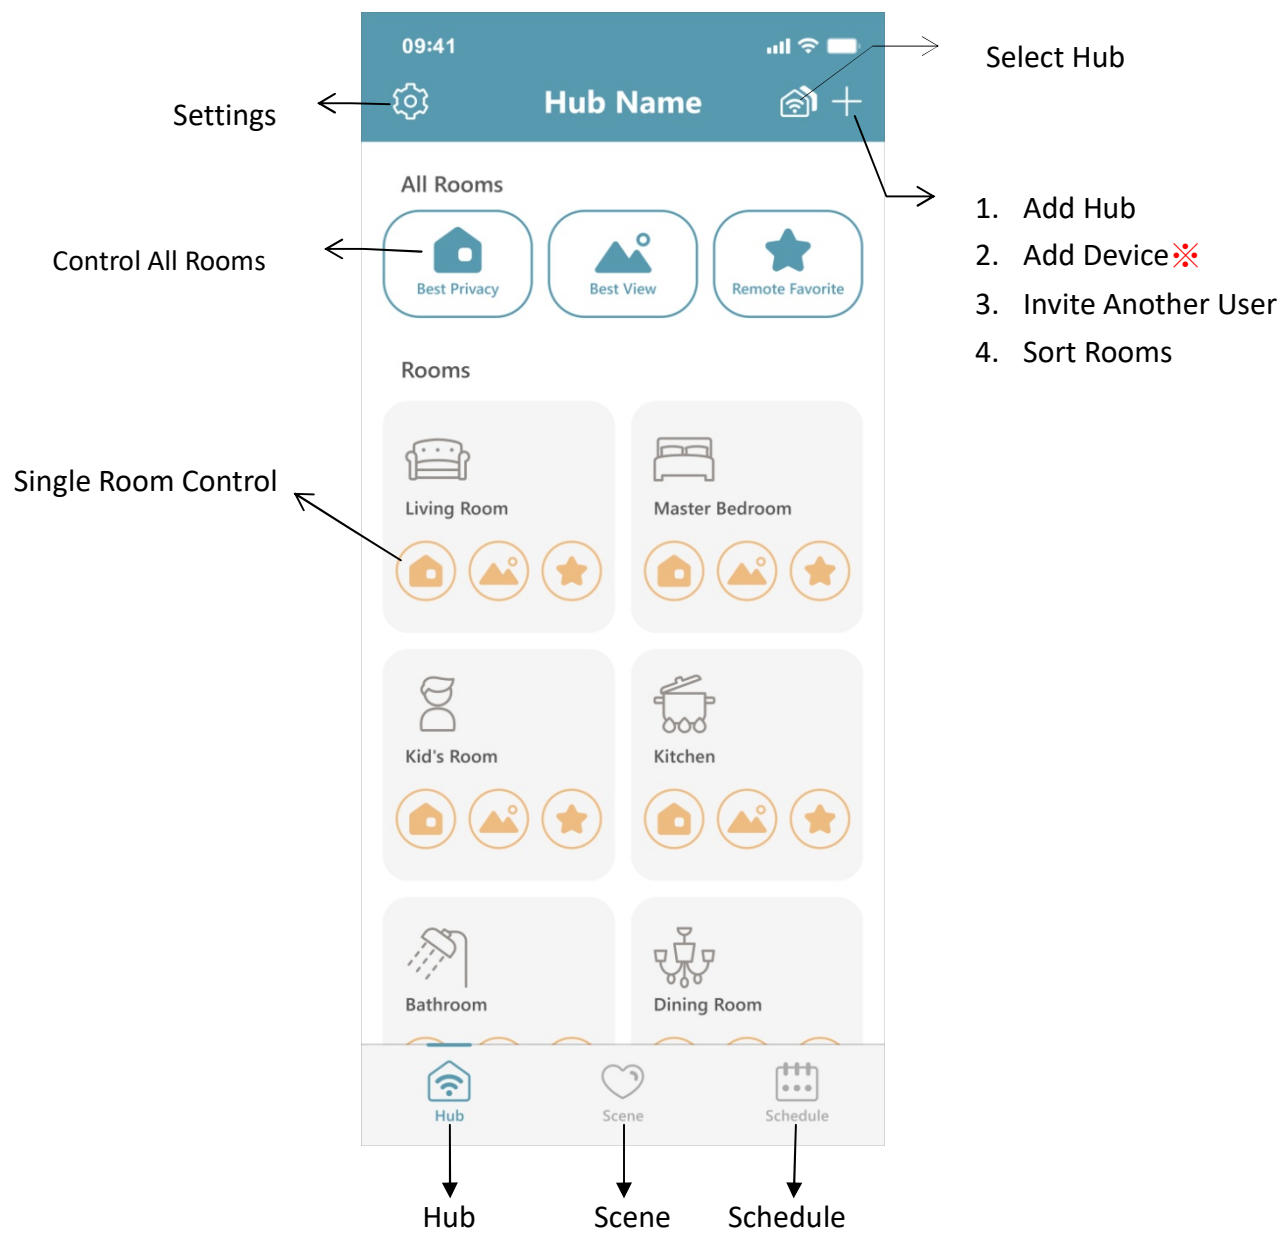 09:41
Select Hub
Settings
Hub Name
All Rooms
1. Add Hub
2. Add Device※
3. Invite Another User
4. Sort Rooms
Control All Rooms
Best Privacy
Best View
Remote Favorite
Rooms
Single Room Control
Living Room
Master Bedroom
Kid's Room
Kitchen
Bathroom
Dining Room
Hub
Scene
Schedule
Hub
Scene
Schedule